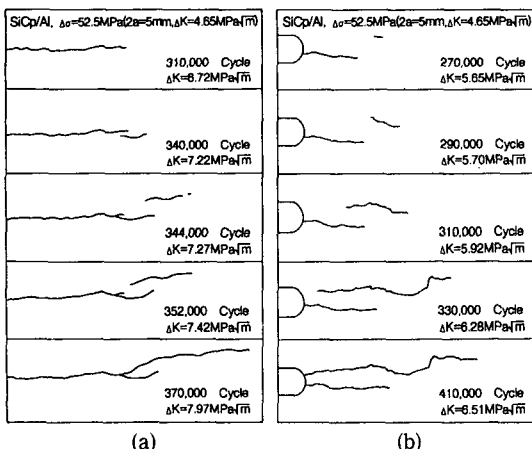 SiCp/Al, Δσ=52.5MPa(2a=5mm,ΔK=4.65MPa√m)
310,000 Cycle
ΔK=6.72MPa√m
340,000 Cycle
ΔK=7.22MPa√m
344,000 Cycle
ΔK=7.27MPa√m
352,000 Cycle
ΔK=7.42MPa√m
370,000 Cycle
ΔK=7.97MPa√m
(a)
SiCp/Al, Δσ=52.5MPa(2a=5mm,ΔK=4.65MPa√m)
270,000 Cycle
ΔK=5.65MPa√m
290,000 Cycle
ΔK=5.70MPa√m
310,000 Cycle
ΔK=5.92MPa√m
330,000 Cycle
ΔK=6.28MPa√m
410,000 Cycle
ΔK=6.51MPa√m
(b)